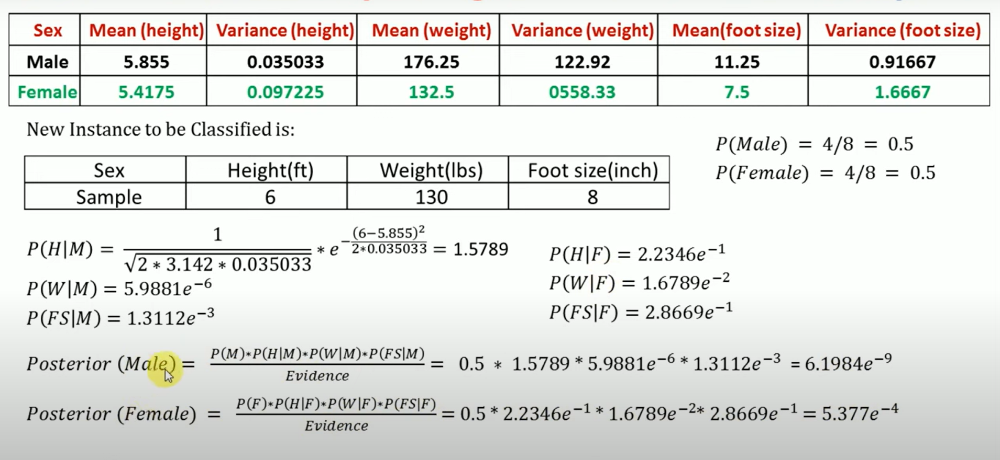 Sex Mean (height) Variance (height) Mean (weight) Variance (weight) Mean(foot size) Variance (foot size)
Male 5.855 0.035033 176.25 122.92 11.25 0.91667
Female 5.4175 0.097225 132.5 0558.33 7.5 1.6667
New Instance to be Classified is:
P(Male) = 4/8 = 0.5
P(Female) = 4/8 = 0.5
Sex Height(ft) Weight(lbs) Foot size(inch)
Sample 6 130 8
P(H|M) = 1/√(2 * 3.142 * 0.035033) * e^(−(6−5.855)²/(2*0.035033)) = 1.5789
P(W|M) = 5.9881e⁻⁶
P(FS|M) = 1.3112e⁻³
P(H|F) = 2.2346e⁻¹
P(W|F) = 1.6789e⁻²
P(FS|F) = 2.8669e⁻¹
Posterior (Male) = P(M)*P(H|M)*P(W|M)*P(FS|M)/Evidence = 0.5 * 1.5789 * 5.9881e⁻⁶ * 1.3112e⁻³ = 6.1984e⁻⁹
Posterior (Female) = P(F)*P(H|F)*P(W|F)*P(FS|F)/Evidence = 0.5 * 2.2346e⁻¹ * 1.6789e⁻² * 2.8669e⁻¹ = 5.377e⁻⁴